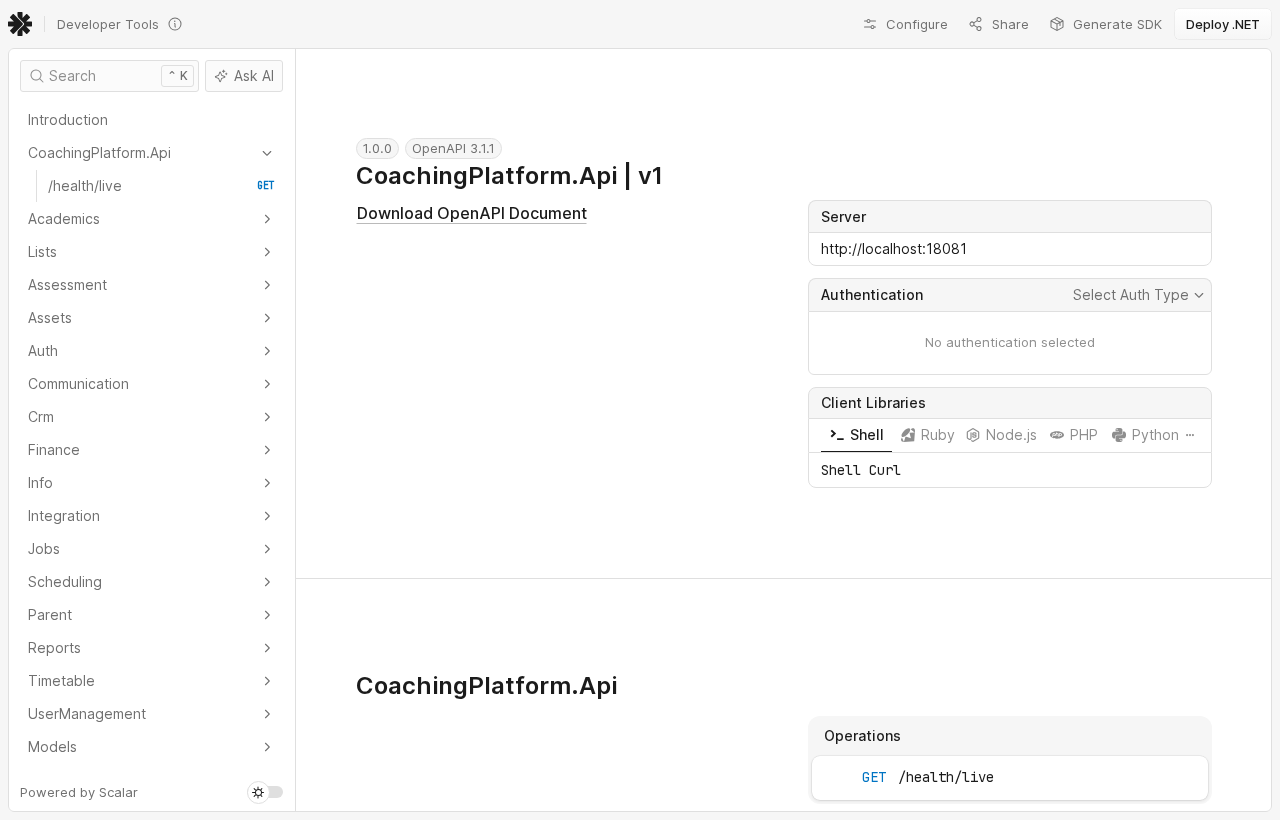 Developer Tools
Configure
Share
Generate SDK
Deploy .NET
Search
⌃ K
Ask AI
Introduction
CoachingPlatform.Api
/health/live GET
Academics
Lists
Assessment
Assets
Auth
Communication
Crm
Finance
Info
Integration
Jobs
Scheduling
Parent
Reports
Timetable
UserManagement
Models
Powered by Scalar
1.0.0 OpenAPI 3.1.1
CoachingPlatform.Api | v1
Download OpenAPI Document
Server
http://localhost:18081
Authentication Select Auth Type
No authentication selected
Client Libraries
Shell Ruby Node.js PHP Python ···
Shell Curl
CoachingPlatform.Api
Operations
GET /health/live